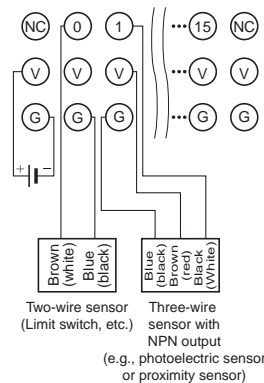 NC 0 1 ••• 15 NC
V V V ••• V V
G G G ••• G G
+ −
Brown (white)
Blue (black)
Blue (black)
Brown (red)
Black (White)
Two-wire sensor
(Limit switch, etc.)
Three-wire
sensor with
NPN output
(e.g., photoelectric sensor
or proximity sensor)